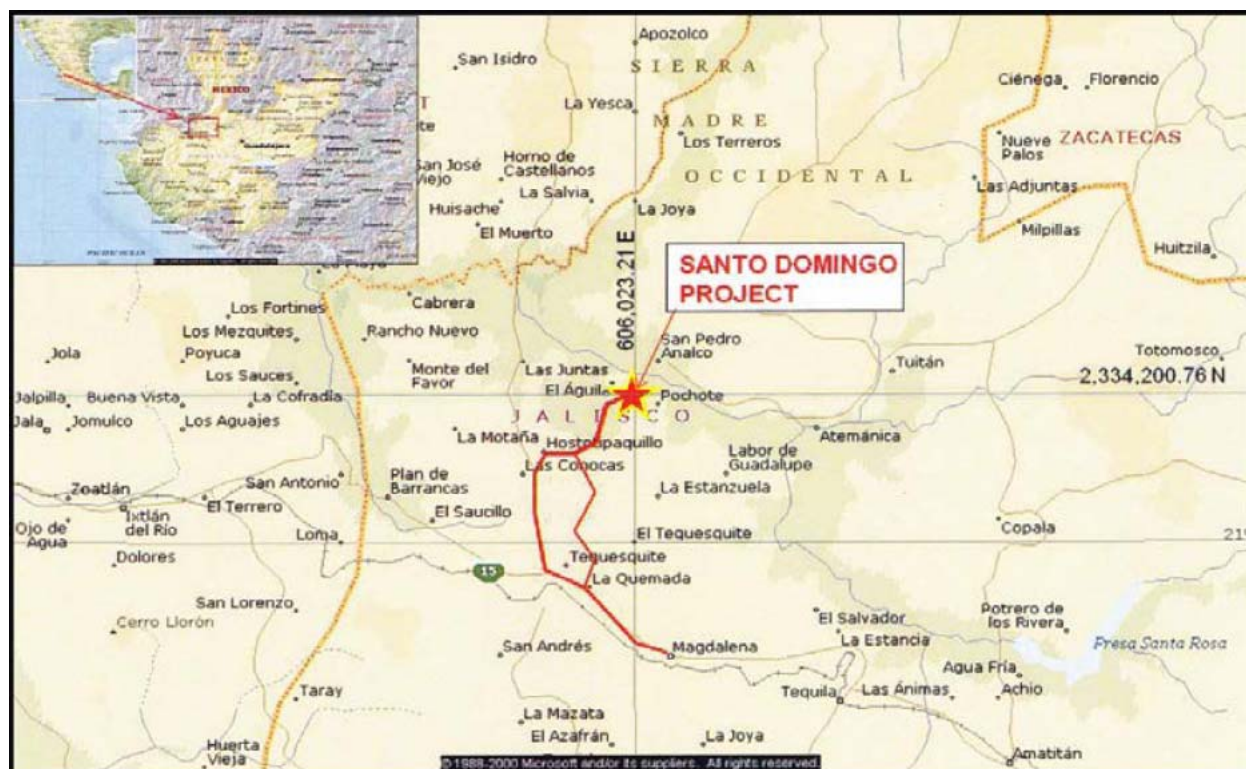 MEXICO
Guadalajara
PACIFIC OCEAN
Apozolco
San Isidro
SIERRA
Ciénega
Florencio
La Yesca
MADRE
Los Terreros
Nueve
Palos
ZACATECAS
San José
Viejo
Horno de
Castellanos
OCCIDENTAL
Las Adjuntas
La Salvia
Huisache
La Joya
El Muerto
Milpillas
Huitzila
606,023.21 E
SANTO DOMINGO
PROJECT
Cabrera
Los Fortines
Los Mezquites
Rancho Nuevo
San Pedro
Analco
Jola
Poyuca
Monte del
Favor
Las Juntas
Tuitán
Totomosco
Los Sauces
El Águila
2,334,200.76 N
Jalpilla
Buena Vista
La Cofradía
Pochote
JALISCO
Jala
Jomulco
Los Aguajes
La Motaña
Hostotipaquillo
Atemánica
Las Conocas
Labor de
Guadalupe
San Antonio
Plan de
Barrancas
Zoatlán
El Terrero
La Estanzuela
Ixtlán
del Río
El Saucillo
Copala
Ojo de
Agua
Loma
El Tequesquite
21°
Dolores
15
Tequesquite
La Quemada
San Lorenzo
El Salvador
Potrero de
los Rivera
Cerro Llorón
La Estancia
San Andrés
Magdalena
Presa Santa Rosa
Agua Fría
Taray
Tequila
Las Ánimas
Achio
La Mazata
Huerta
Vieja
El Azafrán
La Joya
Amatitán
©1988-2000 Microsoft and/or its suppliers. All rights reserved.